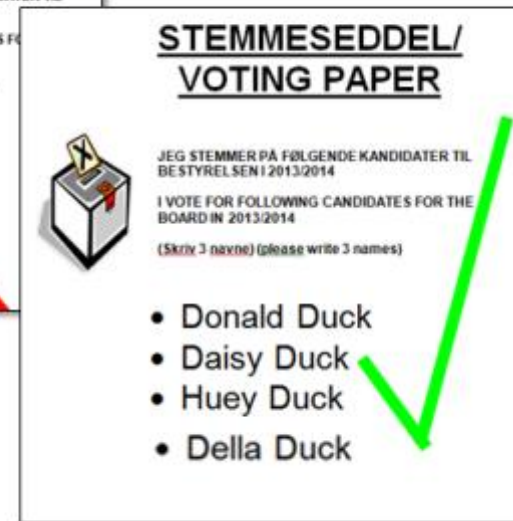 STEMMESEDDEL/
VOTING PAPER
JEG STEMMER PÅ FØLGENDE KANDIDATER TIL
BESTYRELSEN I 2013/2014
I VOTE FOR FOLLOWING CANDIDATES FOR THE
BOARD IN 2013/2014
(Skriv 3 navne) (please write 3 names)
• Donald Duck
• Daisy Duck
• Huey Duck
• Della Duck